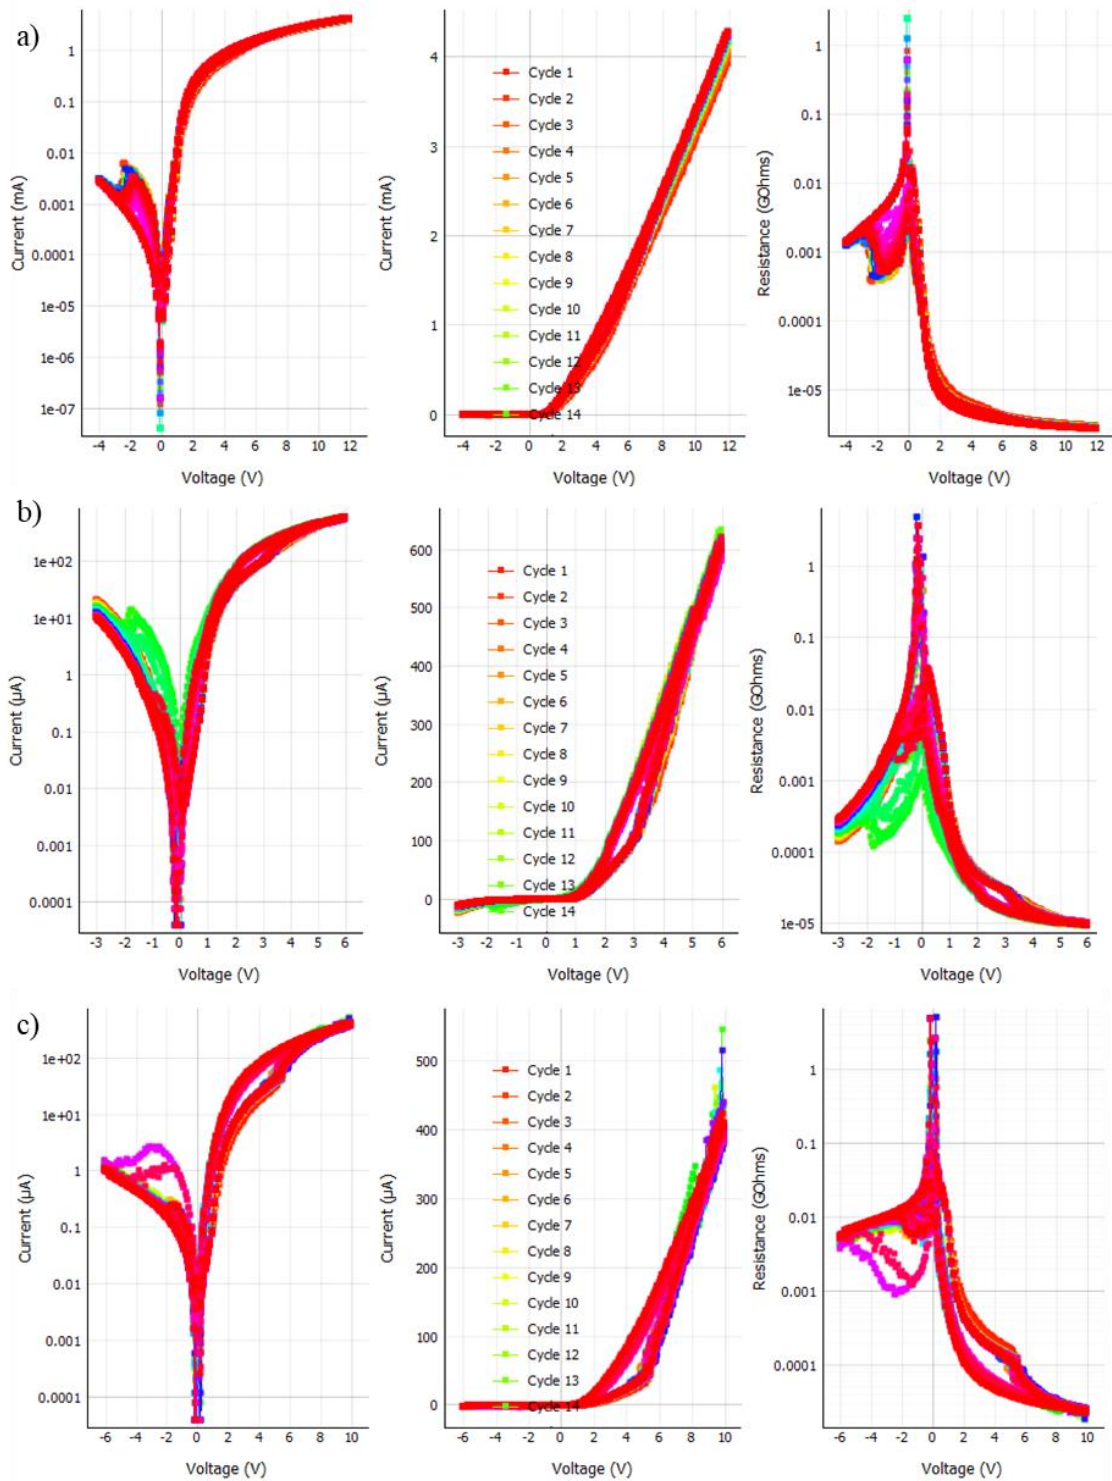 a)
Current (mA)
1
0.1
0.01
0.001
0.0001
1e-05
1e-06
1e-07
-4 -2 0 2 4 6 8 10 12
Voltage (V)
Current (mA)
4
3
2
1
0
Cycle 1
Cycle 2
Cycle 3
Cycle 4
Cycle 5
Cycle 6
Cycle 7
Cycle 8
Cycle 9
Cycle 10
Cycle 11
Cycle 12
Cycle 13
Cycle 14
-4 -2 0 2 4 6 8 10 12
Voltage (V)
Resistance (GOhms)
1
0.1
0.01
0.001
0.0001
1e-05
-4 -2 0 2 4 6 8 10 12
Voltage (V)
b)
Current (µA)
1e+02
1e+01
1
0.1
0.01
0.001
0.0001
-3 -2 -1 0 1 2 3 4 5 6
Voltage (V)
Current (µA)
600
500
400
300
200
100
0
Cycle 1
Cycle 2
Cycle 3
Cycle 4
Cycle 5
Cycle 6
Cycle 7
Cycle 8
Cycle 9
Cycle 10
Cycle 11
Cycle 12
Cycle 13
Cycle 14
-3 -2 -1 0 1 2 3 4 5 6
Voltage (V)
Resistance (GOhms)
1
0.1
0.01
0.001
0.0001
1e-05
-3 -2 -1 0 1 2 3 4 5 6
Voltage (V)
c)
Current (µA)
1e+02
1e+01
1
0.1
0.01
0.001
0.0001
-6 -4 -2 0 2 4 6 8 10
Voltage (V)
Current (µA)
500
400
300
200
100
0
Cycle 1
Cycle 2
Cycle 3
Cycle 4
Cycle 5
Cycle 6
Cycle 7
Cycle 8
Cycle 9
Cycle 10
Cycle 11
Cycle 12
Cycle 13
Cycle 14
-6 -4 -2 0 2 4 6 8 10
Voltage (V)
Resistance (GOhms)
1
0.1
0.01
0.001
0.0001
-6 -4 -2 0 2 4 6 8 10
Voltage (V)